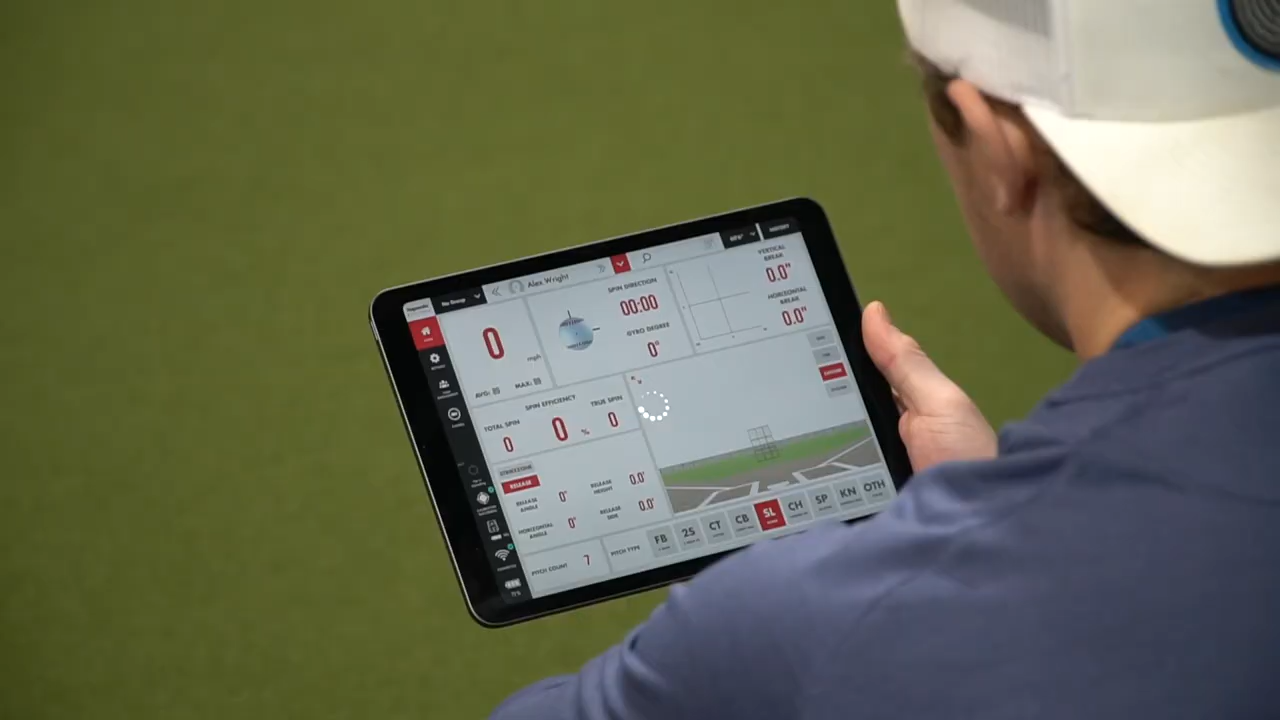 No Group
Alex Wright
HISTORY
0
mph
AVG:
MAX:
SPIN DIRECTION
00:00
GYRO DEGREE
0°
VERTICAL
BREAK
0.0"
HORIZONTAL
BREAK
0.0"
TOTAL SPIN
0
SPIN EFFICIENCY
0 %
TRUE SPIN
0
STRIKEZONE
RELEASE
RELEASE
ANGLE
0°
RELEASE
HEIGHT
0.0'
HORIZONTAL
ANGLE
0°
RELEASE
SIDE
0.0'
PITCH COUNT
7
PITCH TYPE
FB
2S
CT
CB
SL
CH
SP
KN
OTH